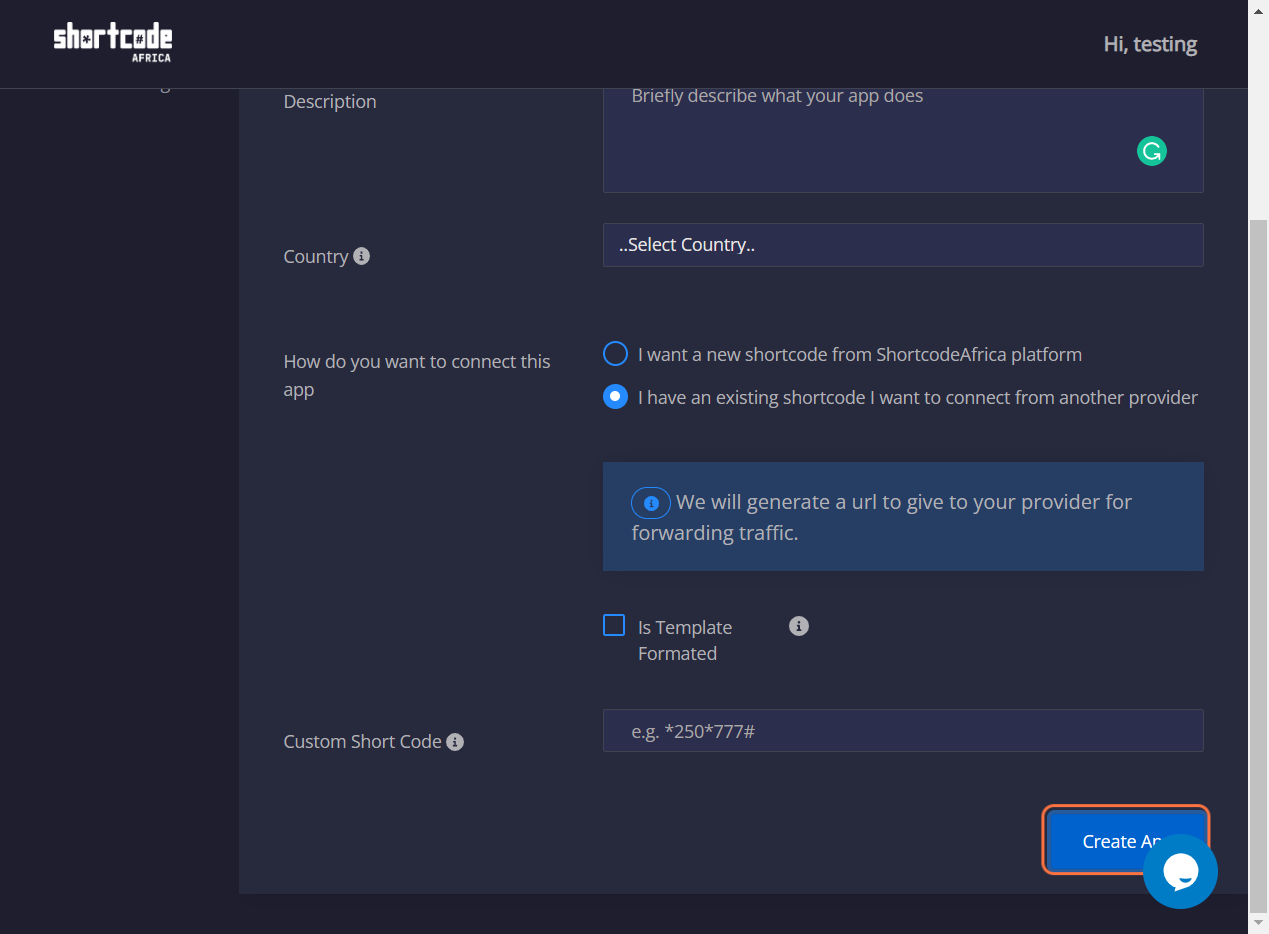 shortcode
AFRICA
Hi, testing
Description
Briefly describe what your app does
Country
..Select Country..
How do you want to connect this
app
I want a new shortcode from ShortcodeAfrica platform
I have an existing shortcode I want to connect from another provider
We will generate a url to give to your provider for
forwarding traffic.
Is Template
Formated
Custom Short Code
e.g. *250*777#
Create